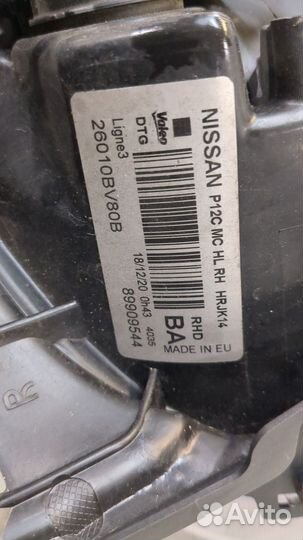 NISSAN P12C MC HL RH HRJK14
Valeo
DTG
RHD
BA
MADE IN EU
Ligne3
26010BV80B
18/12/20 0h43 4035
89909544
R
Avito